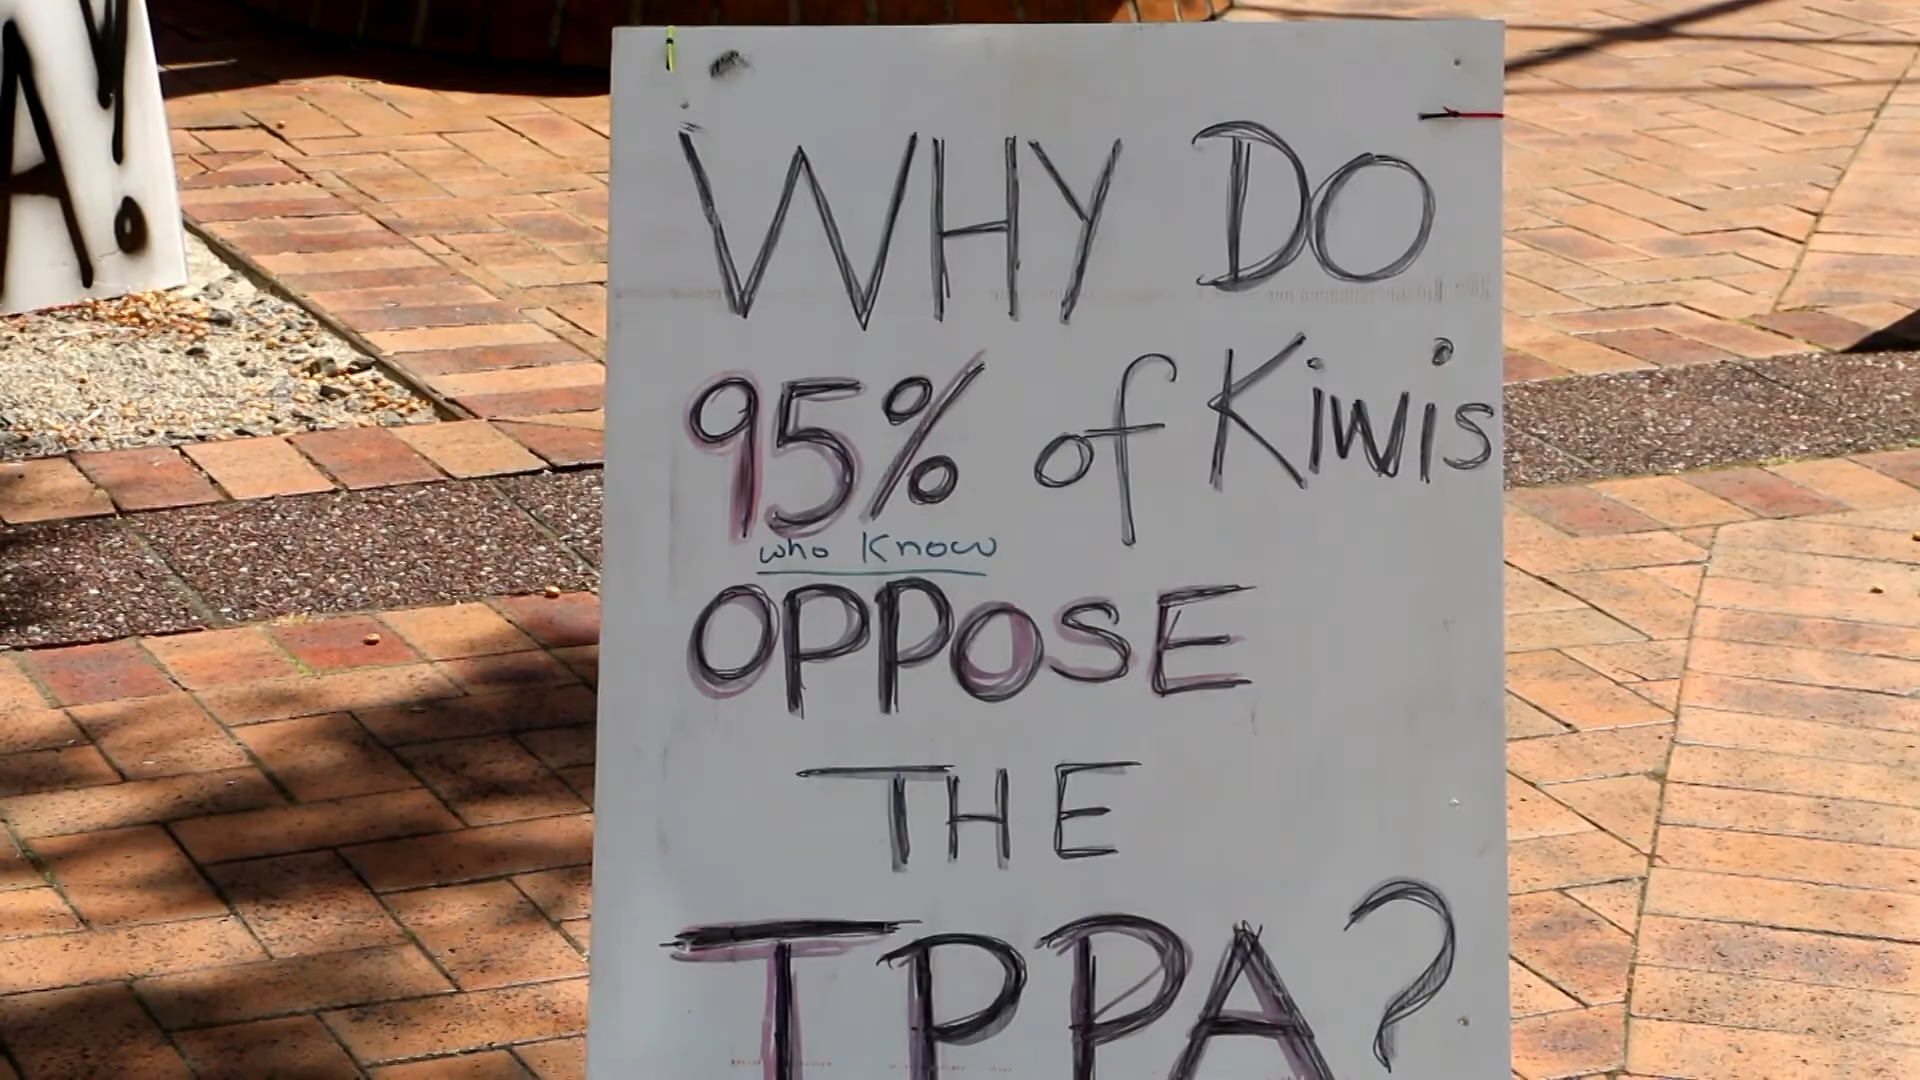 A!
WHY DO
95% of Kiwis
who know
OPPOSE
THE
TPPA?